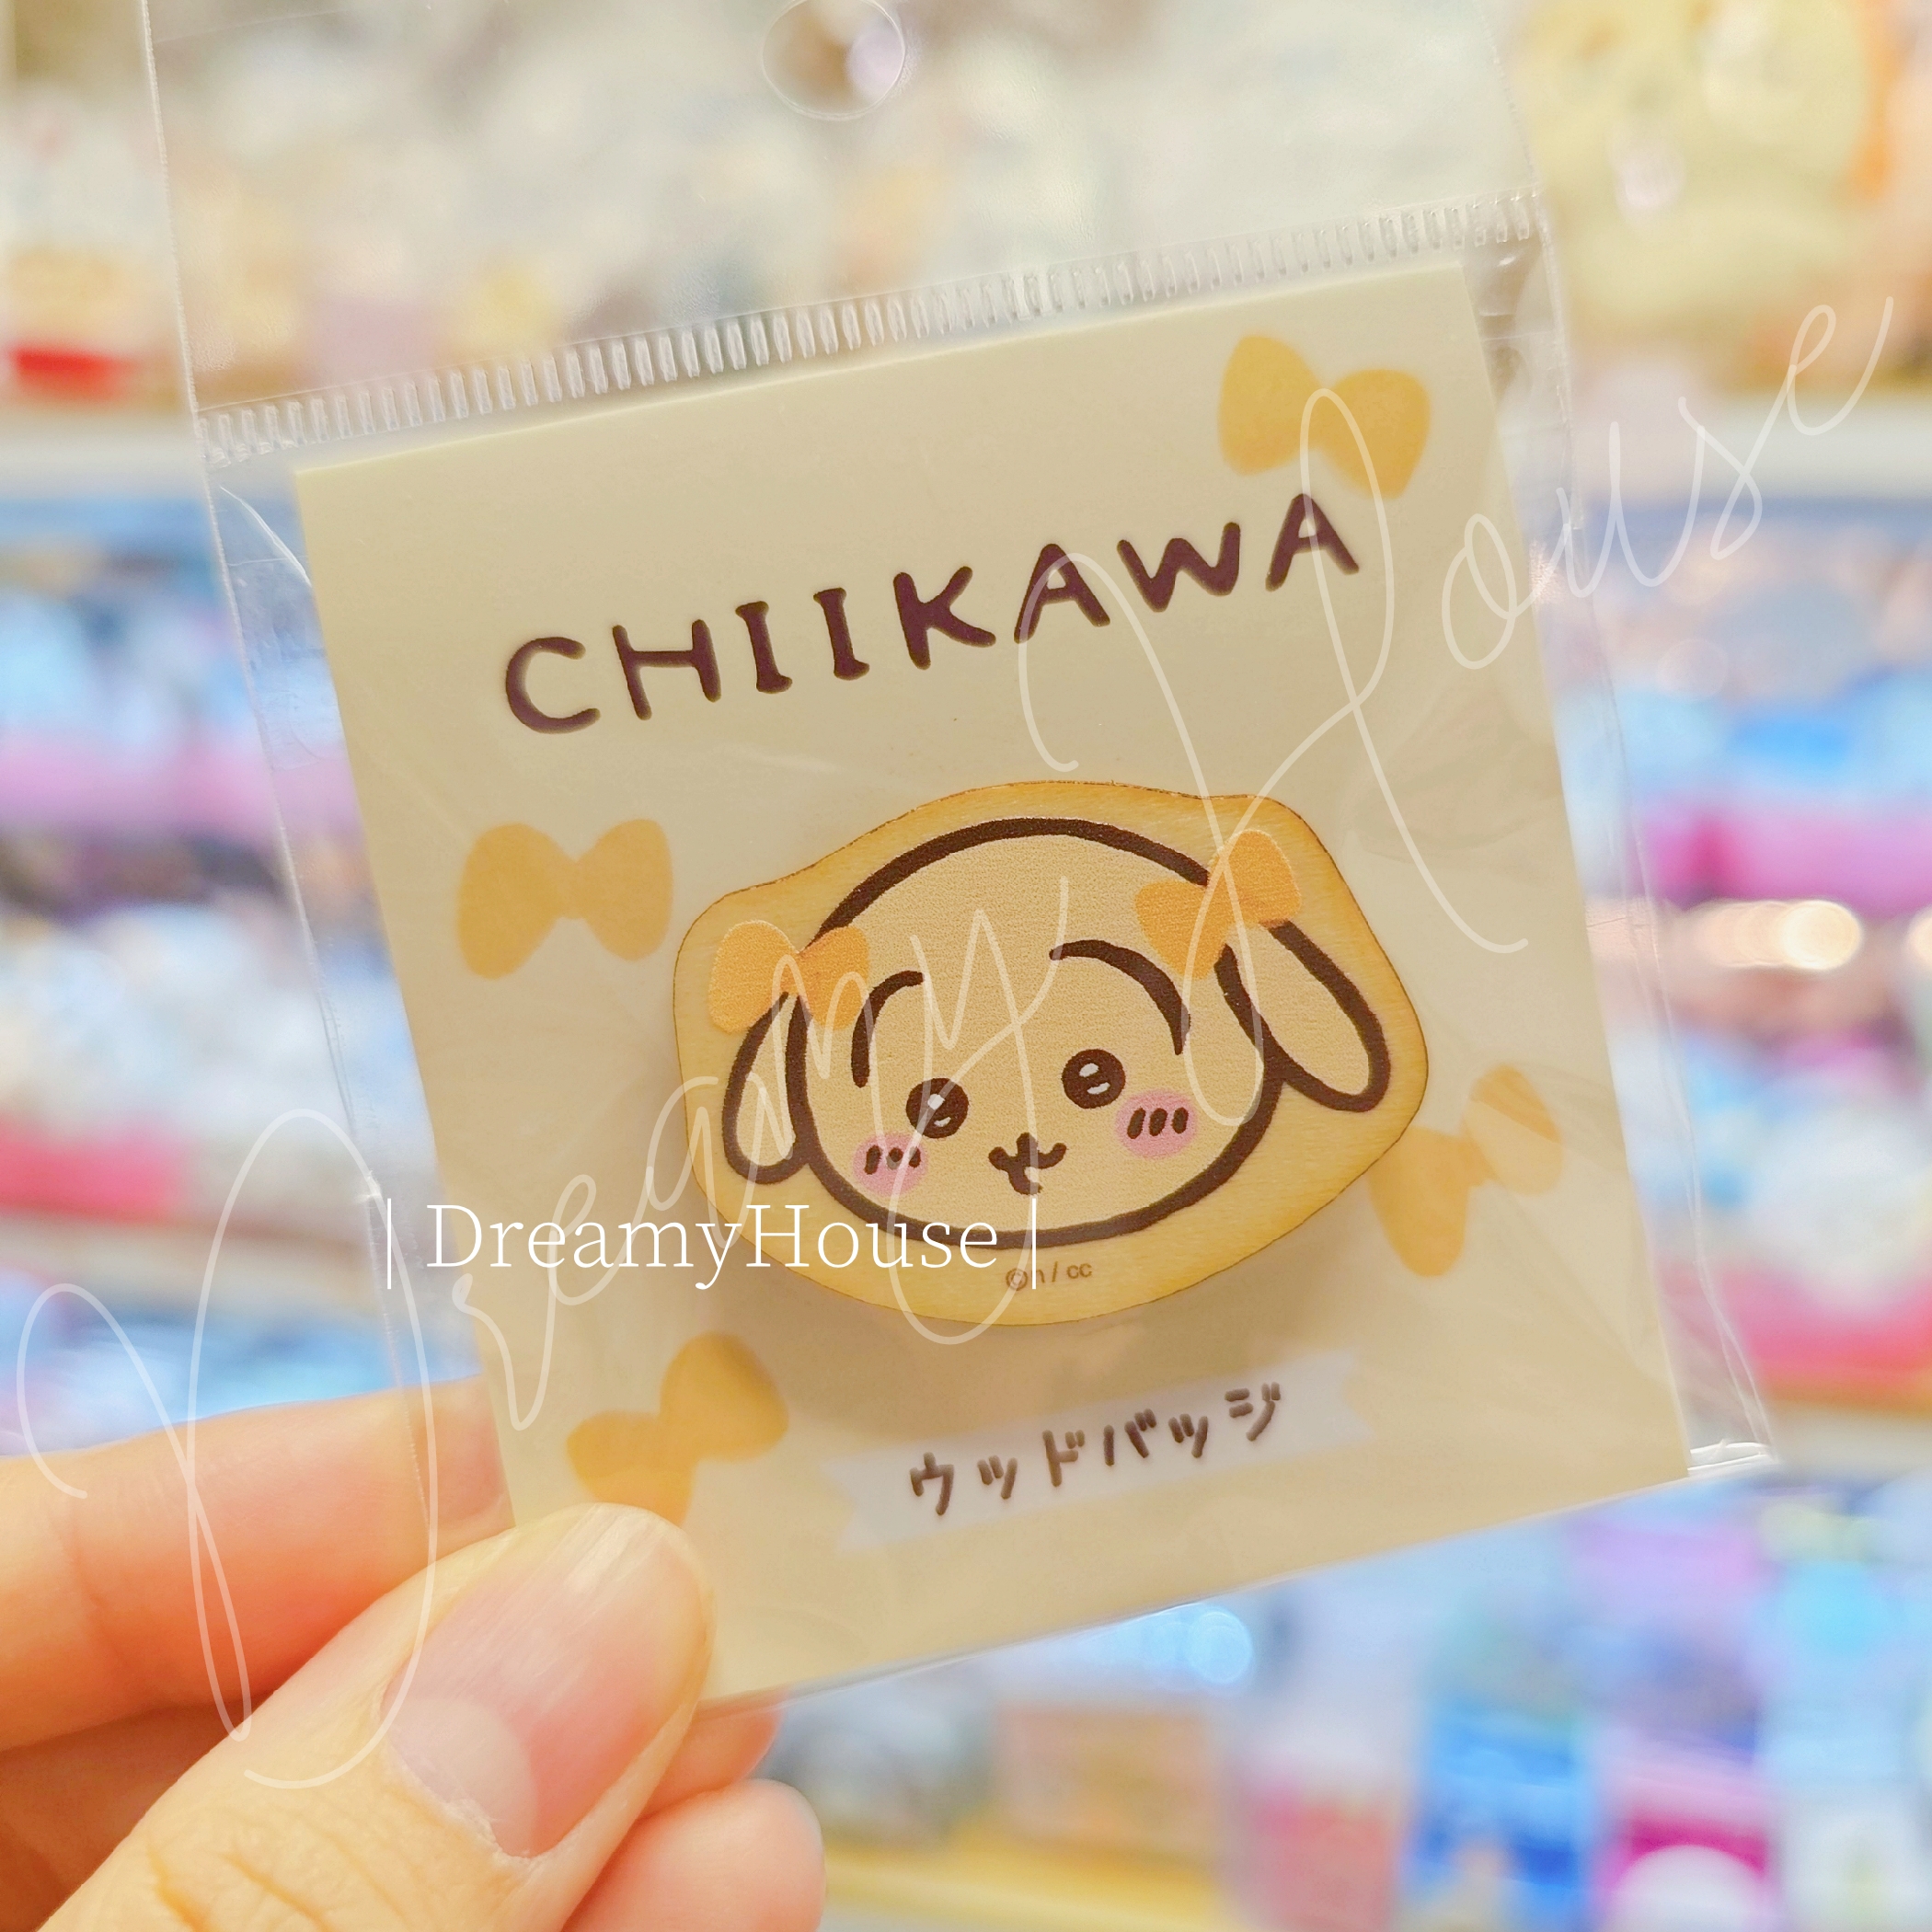 CHIIKAWA
Dreamy House
| DreamyHouse |
©n / cc
ウッドバッジ